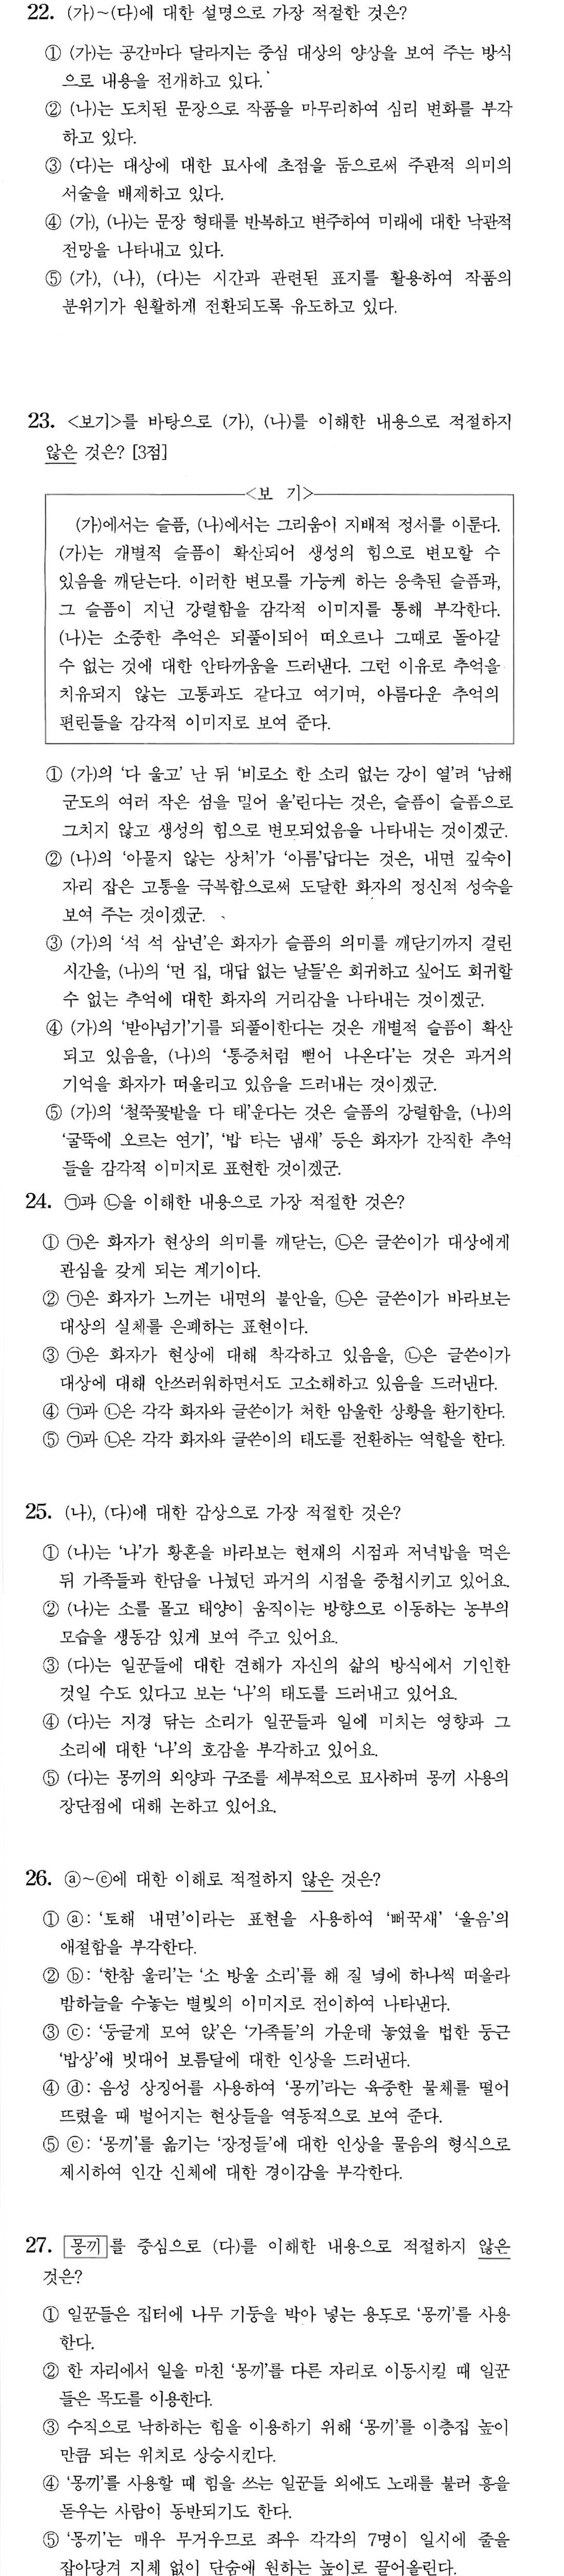 22. (가)~(다)에 대한 설명으로 가장 적절한 것은?
① (가)는 공간마다 달라지는 중심 대상의 양상을 보여 주는 방식
으로 내용을 전개하고 있다.
② (나)는 도치된 문장으로 작품을 마무리하여 심리 변화를 부각
하고 있다.
③ (다)는 대상에 대한 묘사에 초점을 둠으로써 주관적 의미의
서술을 배제하고 있다.
④ (가), (나)는 문장 형태를 반복하고 변주하여 미래에 대한 낙관적
전망을 나타내고 있다.
⑤ (가), (나), (다)는 시간과 관련된 표지를 활용하여 작품의
분위기가 원활하게 전환되도록 유도하고 있다.
23. <보기>를 바탕으로 (가), (나)를 이해한 내용으로 적절하지
않은 것은? [3점]
<보 기>
(가)에서는 슬픔, (나)에서는 그리움이 지배적 정서를 이룬다.
(가)는 개별적 슬픔이 확산되어 생성의 힘으로 변모할 수
있음을 깨닫는다. 이러한 변모를 가능케 하는 응축된 슬픔과,
그 슬픔이 지닌 강렬함을 감각적 이미지를 통해 부각한다.
(나)는 소중한 추억은 되풀이되어 떠오르나 그때로 돌아갈
수 없는 것에 대한 안타까움을 드러낸다. 그런 이유로 추억을
치유되지 않는 고통과도 같다고 여기며, 아름다운 추억의
편린들을 감각적 이미지로 보여 준다.
① (가)의 '다 울고' 난 뒤 '비로소 한 소리 없는 강이 열'려 '남해
군도의 여러 작은 섬을 밀어 올'린다는 것은, 슬픔이 슬픔으로
그치지 않고 생성의 힘으로 변모되었음을 나타내는 것이겠군.
② (나)의 '아물지 않는 상처'가 '아름'답다는 것은, 내면 깊숙이
자리 잡은 고통을 극복함으로써 도달한 화자의 정신적 성숙을
보여 주는 것이겠군.
③ (가)의 '석 석 삼년'은 화자가 슬픔의 의미를 깨닫기까지 걸린
시간을, (나)의 '먼 집, 대답 없는 날들'은 회귀하고 싶어도 회귀할
수 없는 추억에 대한 화자의 거리감을 나타내는 것이겠군.
④ (가)의 '받아넘기'기를 되풀이한다는 것은 개별적 슬픔이 확산
되고 있음을, (나)의 '통증처럼 뻗어 나온다'는 것은 과거의
기억을 화자가 떠올리고 있음을 드러내는 것이겠군.
⑤ (가)의 '철쭉꽃밭을 다 태'운다는 것은 슬픔의 강렬함을, (나)의
'굴뚝에 오르는 연기', '밥 타는 냄새' 등은 화자가 간직한 추억
들을 감각적 이미지로 표현한 것이겠군.
24. ㉠과 ㉡을 이해한 내용으로 가장 적절한 것은?
① ㉠은 화자가 현상의 의미를 깨닫는, ㉡은 글쓴이가 대상에게
관심을 갖게 되는 계기이다.
② ㉠은 화자가 느끼는 내면의 불안을, ㉡은 글쓴이가 바라보는
대상의 실체를 은폐하는 표현이다.
③ ㉠은 화자가 현상에 대해 착각하고 있음을, ㉡은 글쓴이가
대상에 대해 안쓰러워하면서도 고소해하고 있음을 드러낸다.
④ ㉠과 ㉡은 각각 화자와 글쓴이가 처한 암울한 상황을 환기한다.
⑤ ㉠과 ㉡은 각각 화자와 글쓴이의 태도를 전환하는 역할을 한다.
25. (나), (다)에 대한 감상으로 가장 적절한 것은?
① (나)는 '나'가 황혼을 바라보는 현재의 시점과 저녁밥을 먹은
뒤 가족들과 한담을 나눴던 과거의 시점을 중첩시키고 있어요.
② (나)는 소를 몰고 태양이 움직이는 방향으로 이동하는 농부의
모습을 생동감 있게 보여 주고 있어요.
③ (다)는 일꾼들에 대한 견해가 자신의 삶의 방식에서 기인한
것일 수도 있다고 보는 '나'의 태도를 드러내고 있어요.
④ (다)는 지경 닦는 소리가 일꾼들과 일에 미치는 영향과 그
소리에 대한 '나'의 호감을 부각하고 있어요.
⑤ (다)는 몽끼의 외양과 구조를 세부적으로 묘사하며 몽끼 사용의
장단점에 대해 논하고 있어요.
26. ⓐ~ⓔ에 대한 이해로 적절하지 않은 것은?
① ⓐ: '토해 내면'이라는 표현을 사용하여 '뻐꾹새' '울음'의
애절함을 부각한다.
② ⓑ: '한참 울리'는 '소 방울 소리'를 해 질 녘에 하나씩 떠올라
밤하늘을 수놓는 별빛의 이미지로 전이하여 나타낸다.
③ ⓒ: '둥글게 모여 앉'은 '가족들'의 가운데 놓였을 법한 둥근
'밥상'에 빗대어 보름달에 대한 인상을 드러낸다.
④ ⓓ: 음성 상징어를 사용하여 '몽끼'라는 육중한 물체를 떨어
뜨렸을 때 벌어지는 현상들을 역동적으로 보여 준다.
⑤ ⓔ: '몽끼'를 옮기는 '장정들'에 대한 인상을 물음의 형식으로
제시하여 인간 신체에 대한 경이감을 부각한다.
27. 몽끼를 중심으로 (다)를 이해한 내용으로 적절하지 않은
것은?
① 일꾼들은 집터에 나무 기둥을 박아 넣는 용도로 '몽끼'를 사용
한다.
② 한 자리에서 일을 마친 '몽끼'를 다른 자리로 이동시킬 때 일꾼
들은 목도를 이용한다.
③ 수직으로 낙하하는 힘을 이용하기 위해 '몽끼'를 이층집 높이
만큼 되는 위치로 상승시킨다.
④ '몽끼'를 사용할 때 힘을 쓰는 일꾼들 외에도 노래를 불러 흥을
돋우는 사람이 동반되기도 한다.
⑤ '몽끼'는 매우 무거우므로 좌우 각각의 7명이 일시에 줄을
잡아당겨 지체 없이 단숨에 원하는 높이로 끌어올린다.